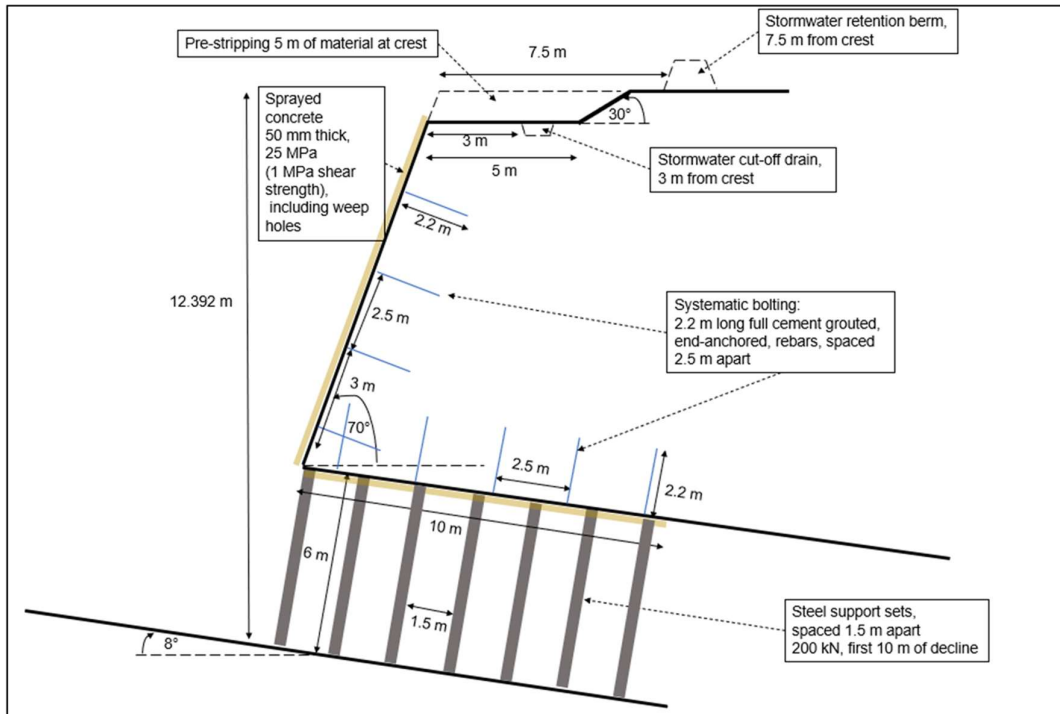 Pre-stripping 5 m of material at crest
Stormwater retention berm,
7.5 m from crest
7.5 m
Sprayed
concrete
50 mm thick,
25 MPa
(1 MPa shear
strength),
including weep
holes
30°
3 m
5 m
Stormwater cut-off drain,
3 m from crest
2.2 m
12.392 m
2.5 m
Systematic bolting:
2.2 m long full cement grouted,
end-anchored, rebars, spaced
2.5 m apart
3 m
70°
2.5 m
2.2 m
10 m
6 m
1.5 m
Steel support sets,
spaced 1.5 m apart
200 kN, first 10 m of decline
8°